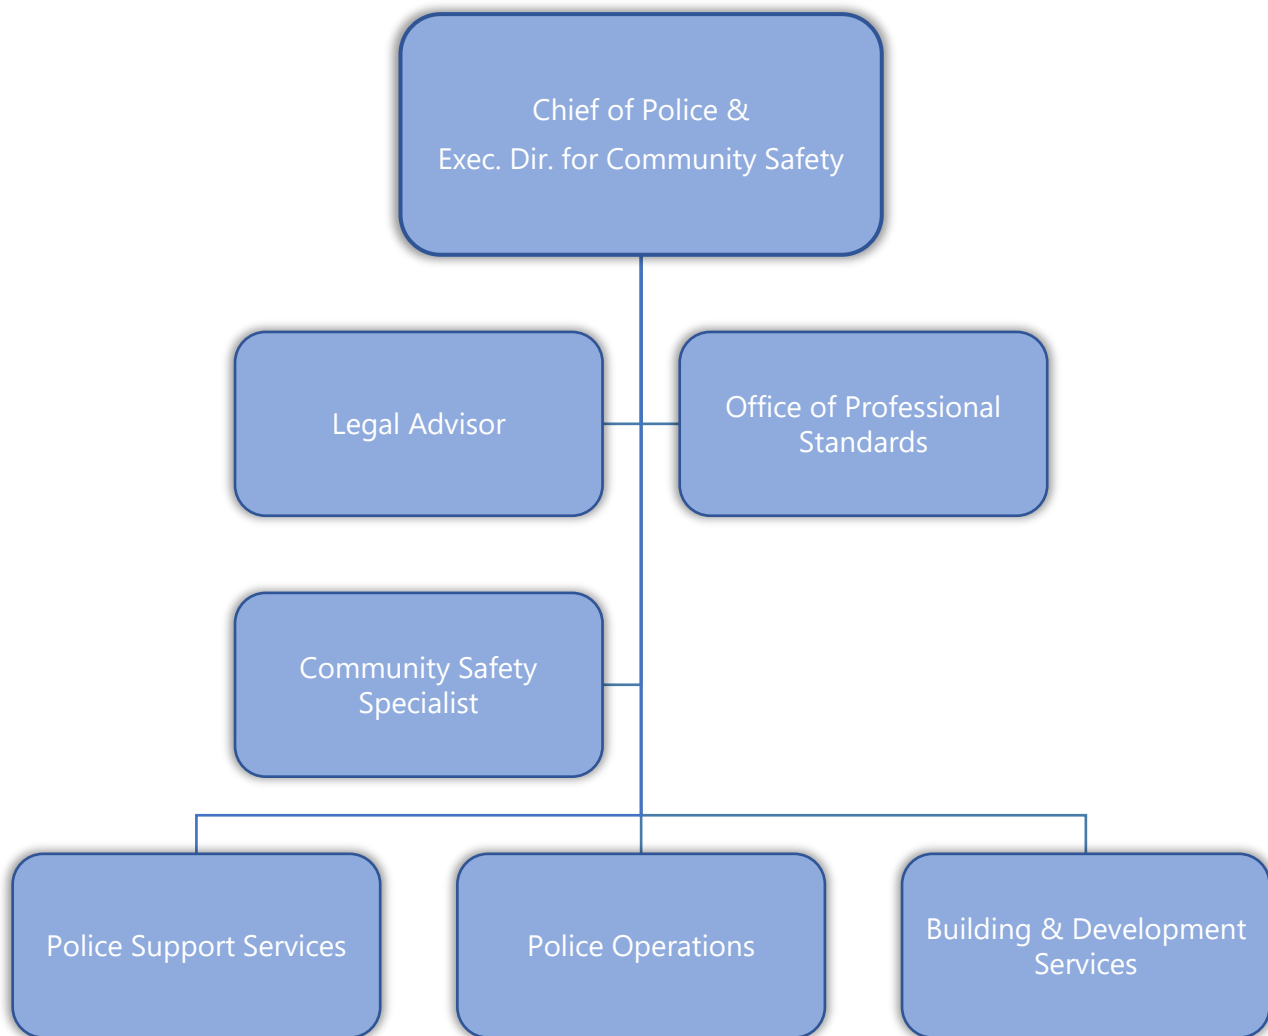 Chief of Police &
Exec. Dir. for Community Safety
Legal Advisor
Office of Professional
Standards
Community Safety
Specialist
Police Support Services
Police Operations
Building & Development
Services